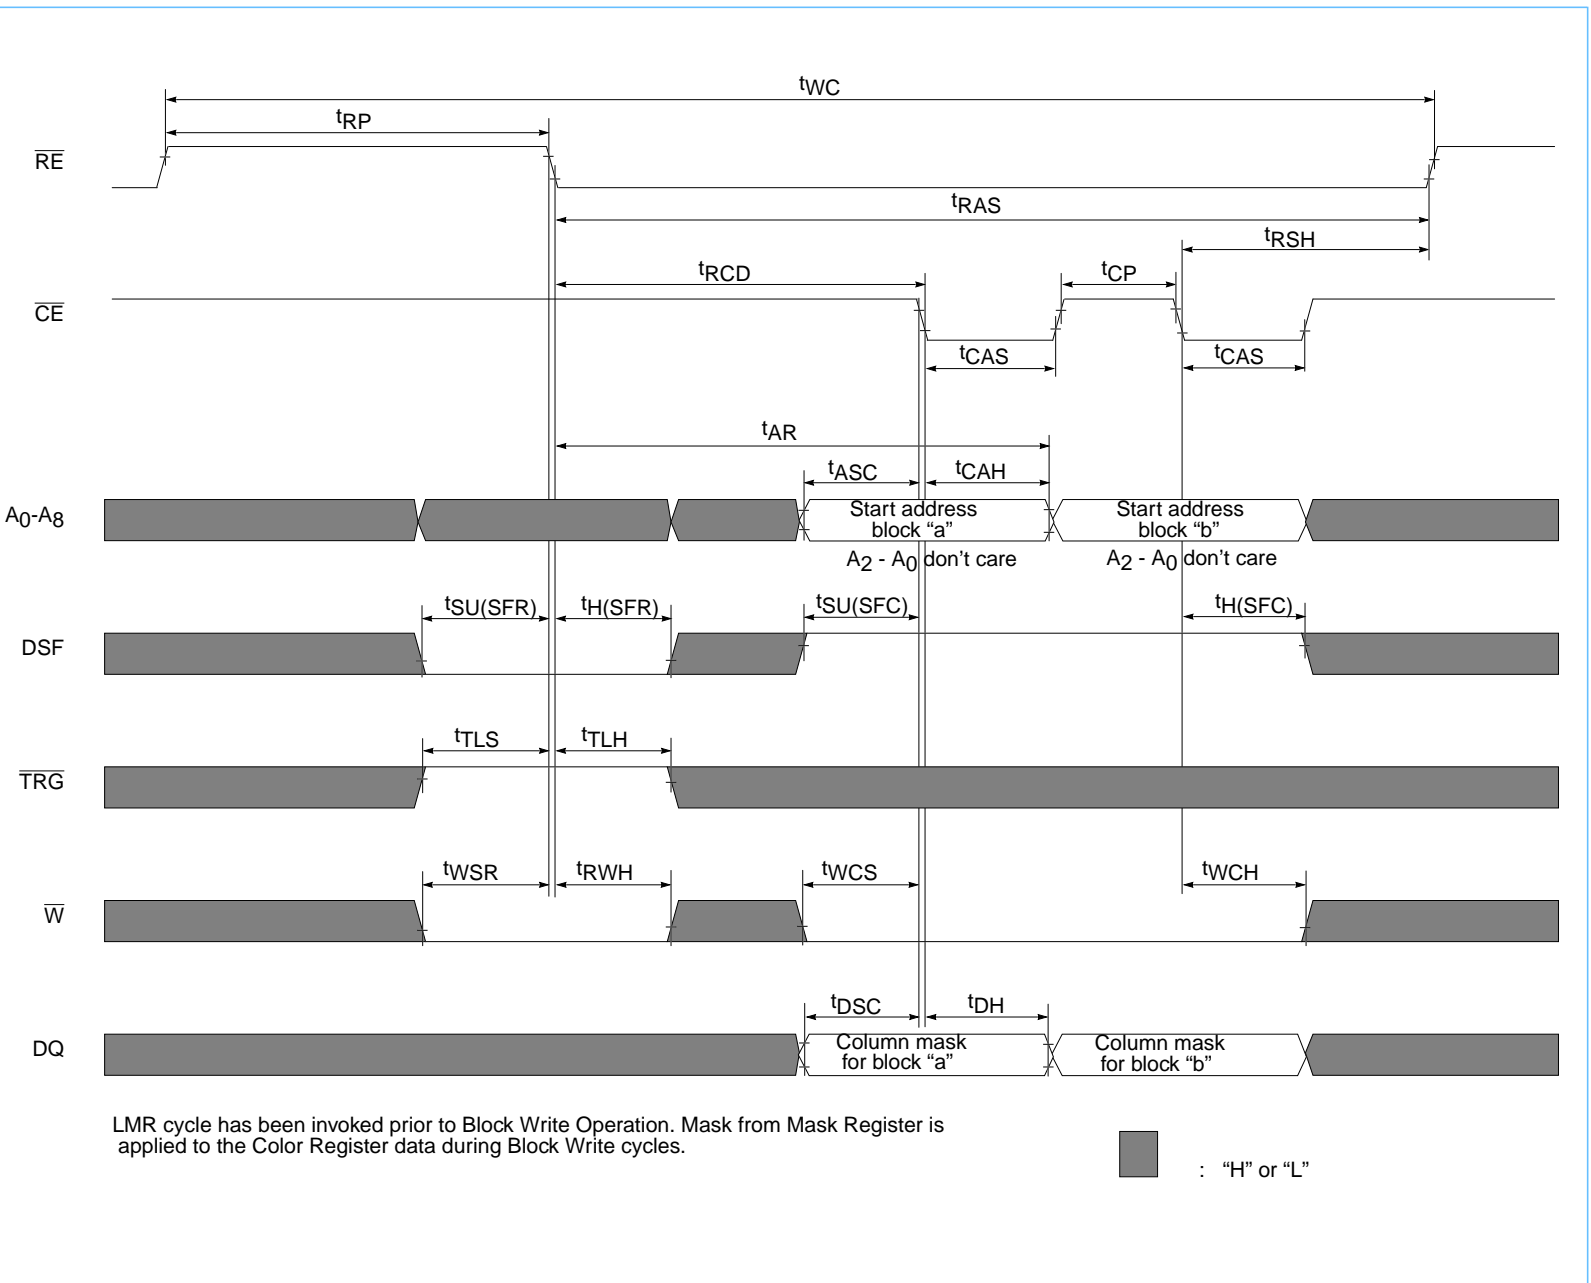 tWC
tRP
RE
tRAS
tRSH
tRCD
tCP
CE
tCAS
tCAS
tAR
tASC
tCAH
A0-A8
Start address
block “a”
Start address
block “b”
A2 - A0 don’t care
A2 - A0 don’t care
tSU(SFR)
tH(SFR)
tSU(SFC)
tH(SFC)
DSF
tTLS
tTLH
TRG
tWSR
tRWH
tWCS
tWCH
W
tDSC
tDH
DQ
Column mask
for block “a”
Column mask
for block “b”
LMR cycle has been invoked prior to Block Write Operation. Mask from Mask Register is
applied to the Color Register data during Block Write cycles.
: “H” or “L”